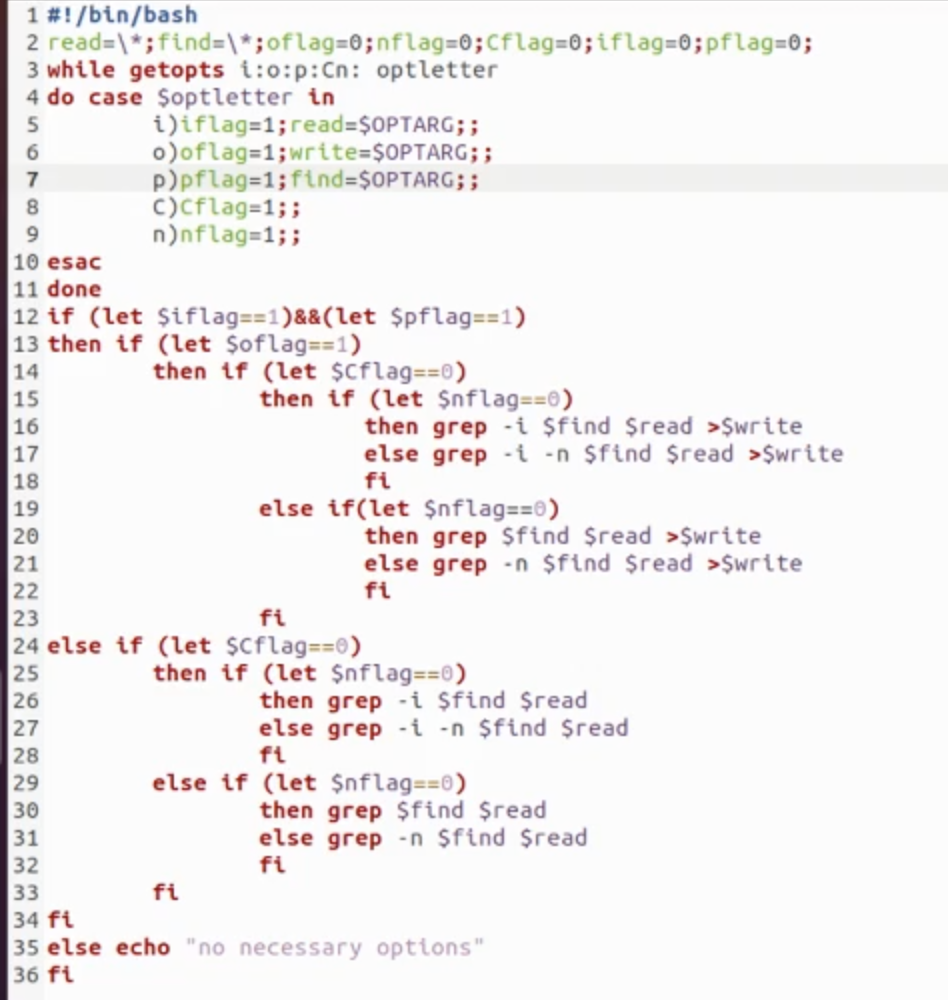 1 #!/bin/bash
2 read=\*;find=\*;oflag=0;nflag=0;Cflag=0;iflag=0;pflag=0;
3 while getopts i:o:p:Cn: optletter
4 do case $optletter in
5 i)iflag=1;read=$OPTARG;;
6 o)oflag=1;write=$OPTARG;;
7 p)pflag=1;find=$OPTARG;;
8 C)Cflag=1;;
9 n)nflag=1;;
10 esac
11 done
12 if (let $iflag==1)&&(let $pflag==1)
13 then if (let $oflag==1)
14 then if (let $Cflag==0)
15 then if (let $nflag==0)
16 then grep -i $find $read >$write
17 else grep -i -n $find $read >$write
18 fi
19 else if(let $nflag==0)
20 then grep $find $read >$write
21 else grep -n $find $read >$write
22 fi
23 fi
24 else if (let $Cflag==0)
25 then if (let $nflag==0)
26 then grep -i $find $read
27 else grep -i -n $find $read
28 fi
29 else if (let $nflag==0)
30 then grep $find $read
31 else grep -n $find $read
32 fi
33 fi
34 fi
35 else echo "no necessary options"
36 fi